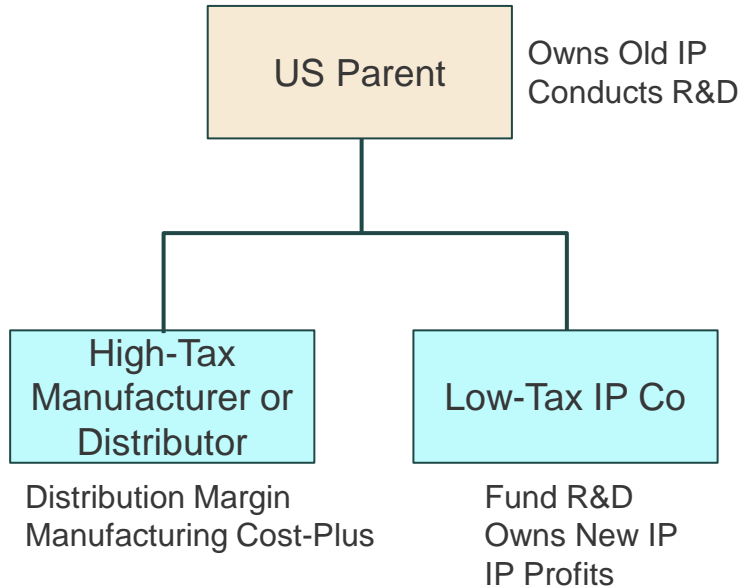 US Parent
Owns Old IP
Conducts R&D
High-Tax
Manufacturer or
Distributor
Low-Tax IP Co
Distribution Margin
Manufacturing Cost-Plus
Fund R&D
Owns New IP
IP Profits